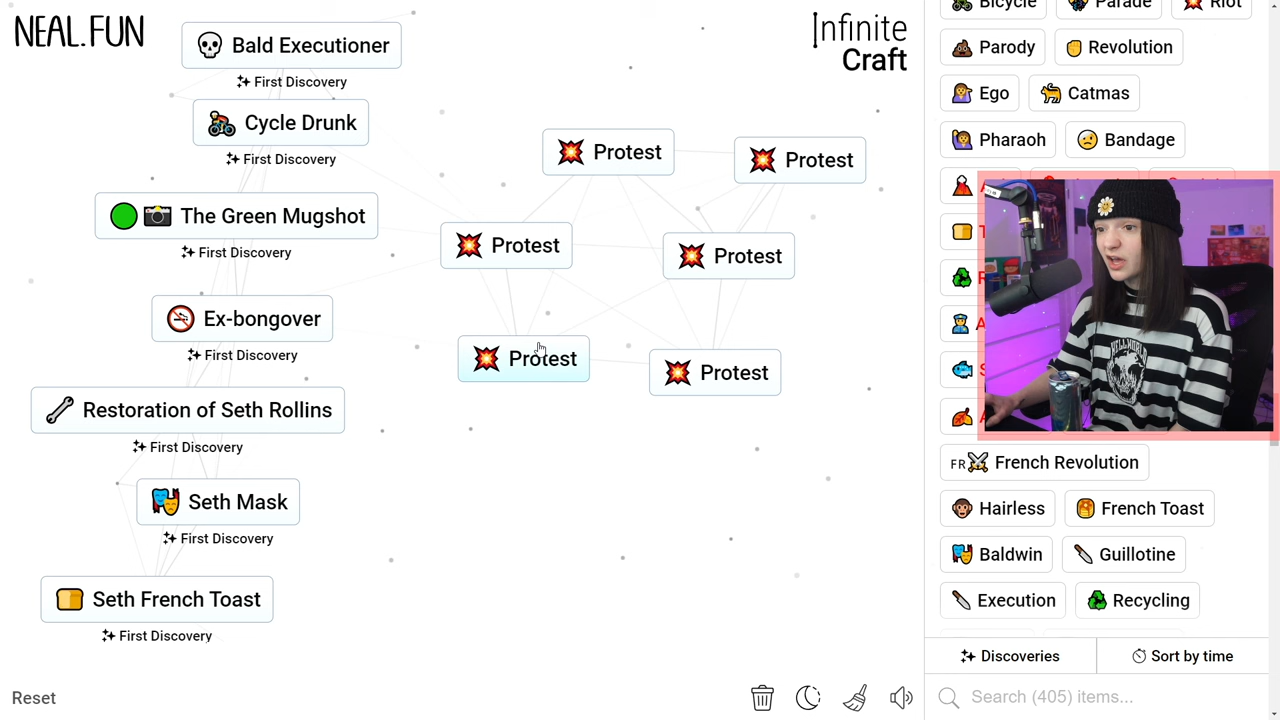 NEAL.FUN
Infinite
Craft
Bald Executioner
First Discovery
Cycle Drunk
First Discovery
The Green Mugshot
First Discovery
Ex-bongover
First Discovery
Restoration of Seth Rollins
First Discovery
Seth Mask
First Discovery
Seth French Toast
First Discovery
Protest
Protest
Protest
Protest
Protest
Protest
Reset
Bicycle Parade Riot
Parody Revolution
Ego Catmas
Pharaoh Bandage
HELLWORLD
FR French Revolution
Hairless French Toast
Baldwin Guillotine
Execution Recycling
Discoveries Sort by time
Search (405) items...